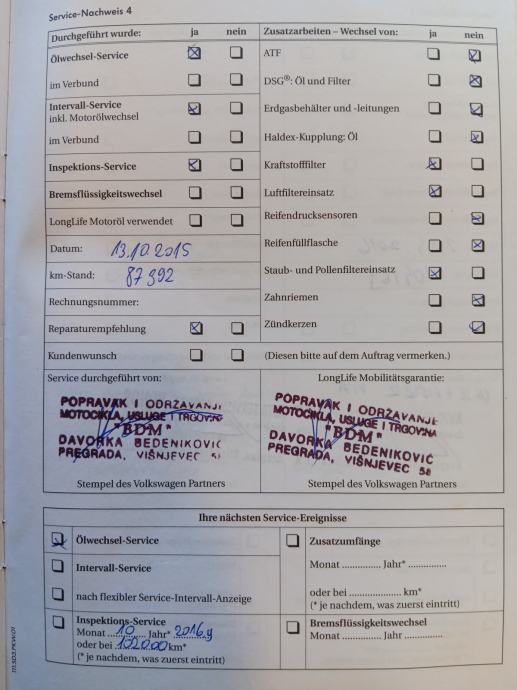 Service-Nachweis 4
Durchgeführt wurde: ja nein
Ölwechsel-Service
im Verbund
Intervall-Service
inkl. Motorölwechsel
im Verbund
Inspektions-Service
Bremsflüssigkeitswechsel
LongLife Motoröl verwendet
Datum: 13.10.2015
km-Stand: 87392
Rechnungsnummer:
Reparaturempfehlung
Kundenwunsch
Zusatzarbeiten – Wechsel von: ja nein
ATF
DSG®: Öl und Filter
Erdgasbehälter und -leitungen
Haldex-Kupplung: Öl
Kraftstofffilter
Luftfiltereinsatz
Reifendrucksensoren
Reifenfüllflasche
Staub- und Pollenfiltereinsatz
Zahnriemen
Zündkerzen
(Diesen bitte auf dem Auftrag vermerken.)
Service durchgeführt von:
POPRAVAK I ODRŽAVANJE
MOTOCIKLA, USLUGE I TRGOVINA
"BDM"
DAVORKA BEDENIKOVIĆ
PREGRADA, VIŠNJEVEC 58
Stempel des Volkswagen Partners
LongLife Mobilitätsgarantie:
POPRAVAK I ODRŽAVANJE
MOTOCIKLA, USLUGE I TRGOVINA
"BDM"
DAVORKA BEDENIKOVIĆ
PREGRADA, VIŠNJEVEC 58
Stempel des Volkswagen Partners
Ihre nächsten Service-Ereignisse
Ölwechsel-Service
Intervall-Service
nach flexibler Service-Intervall-Anzeige
Inspektions-Service
Monat 10 Jahr* 2016.g
oder bei 102000 km*
(* je nachdem, was zuerst eintritt)
Zusatzumfänge
Monat .............. Jahr* ..............
oder bei .................... km*
(* je nachdem, was zuerst eintritt)
Bremsflüssigkeitswechsel
Monat .............. Jahr ..............